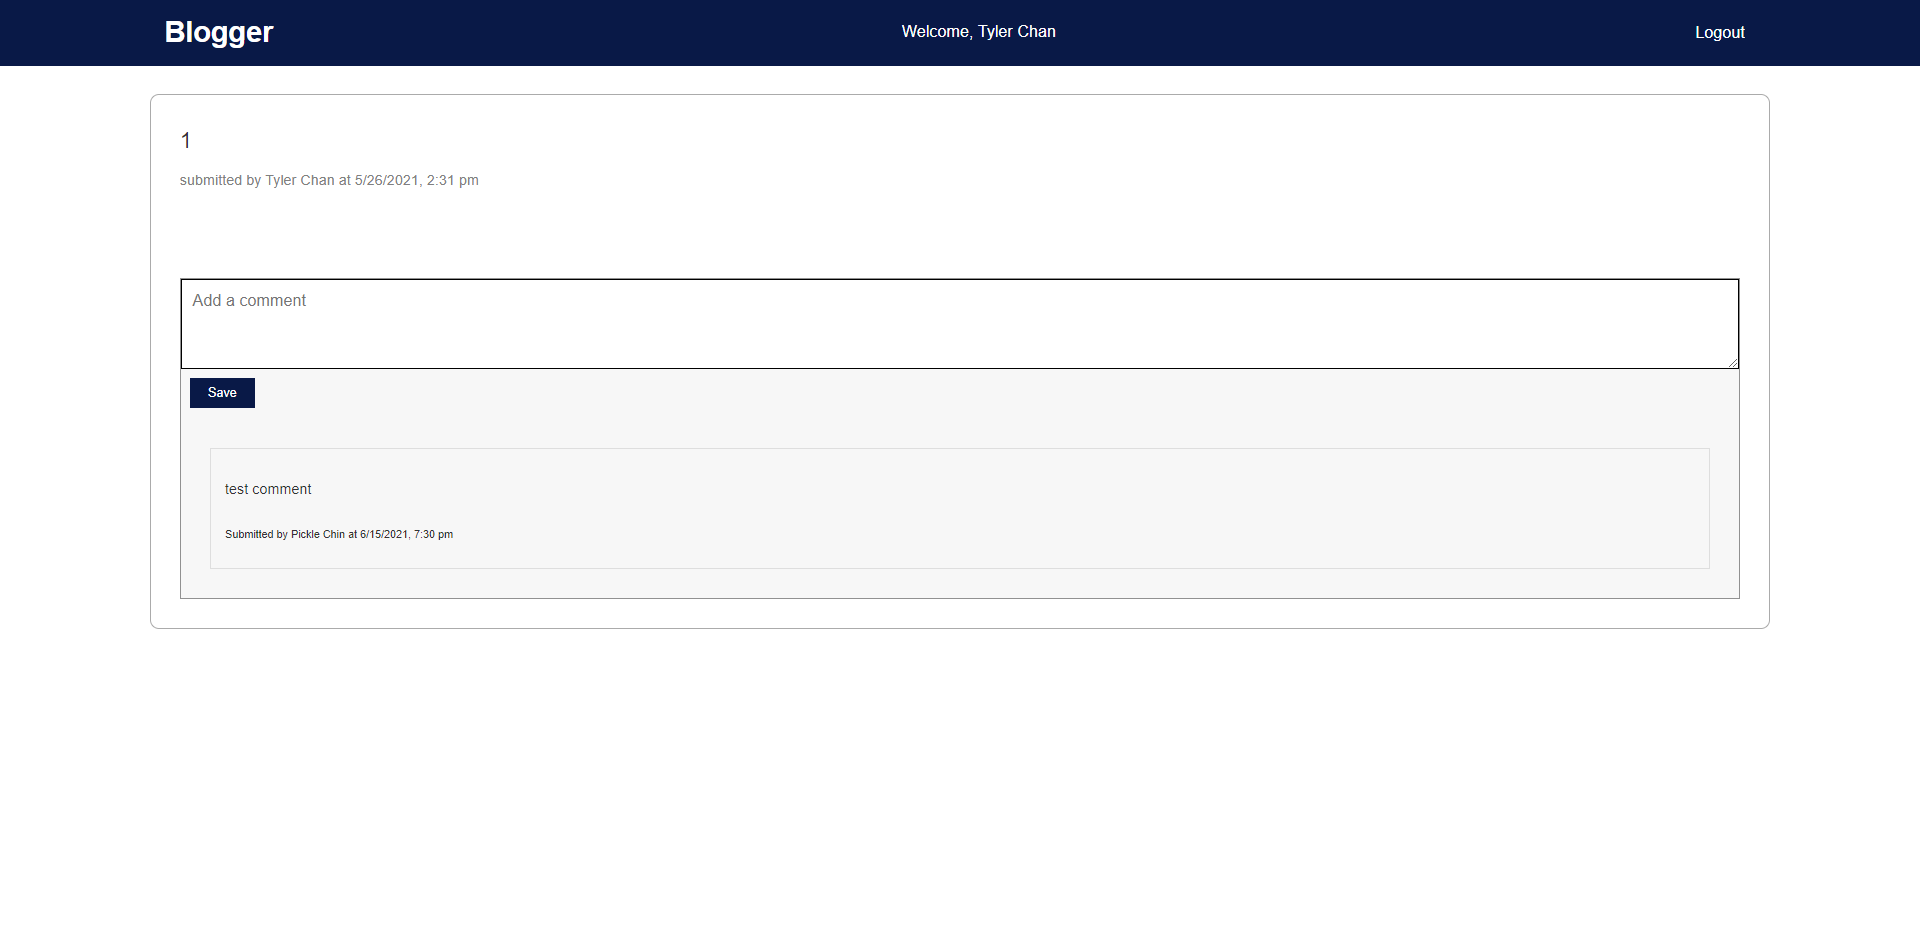 Blogger
Welcome, Tyler Chan
Logout
1
submitted by Tyler Chan at 5/26/2021, 2:31 pm
Add a comment
Save
test comment
Submitted by Pickle Chin at 6/15/2021, 7:30 pm